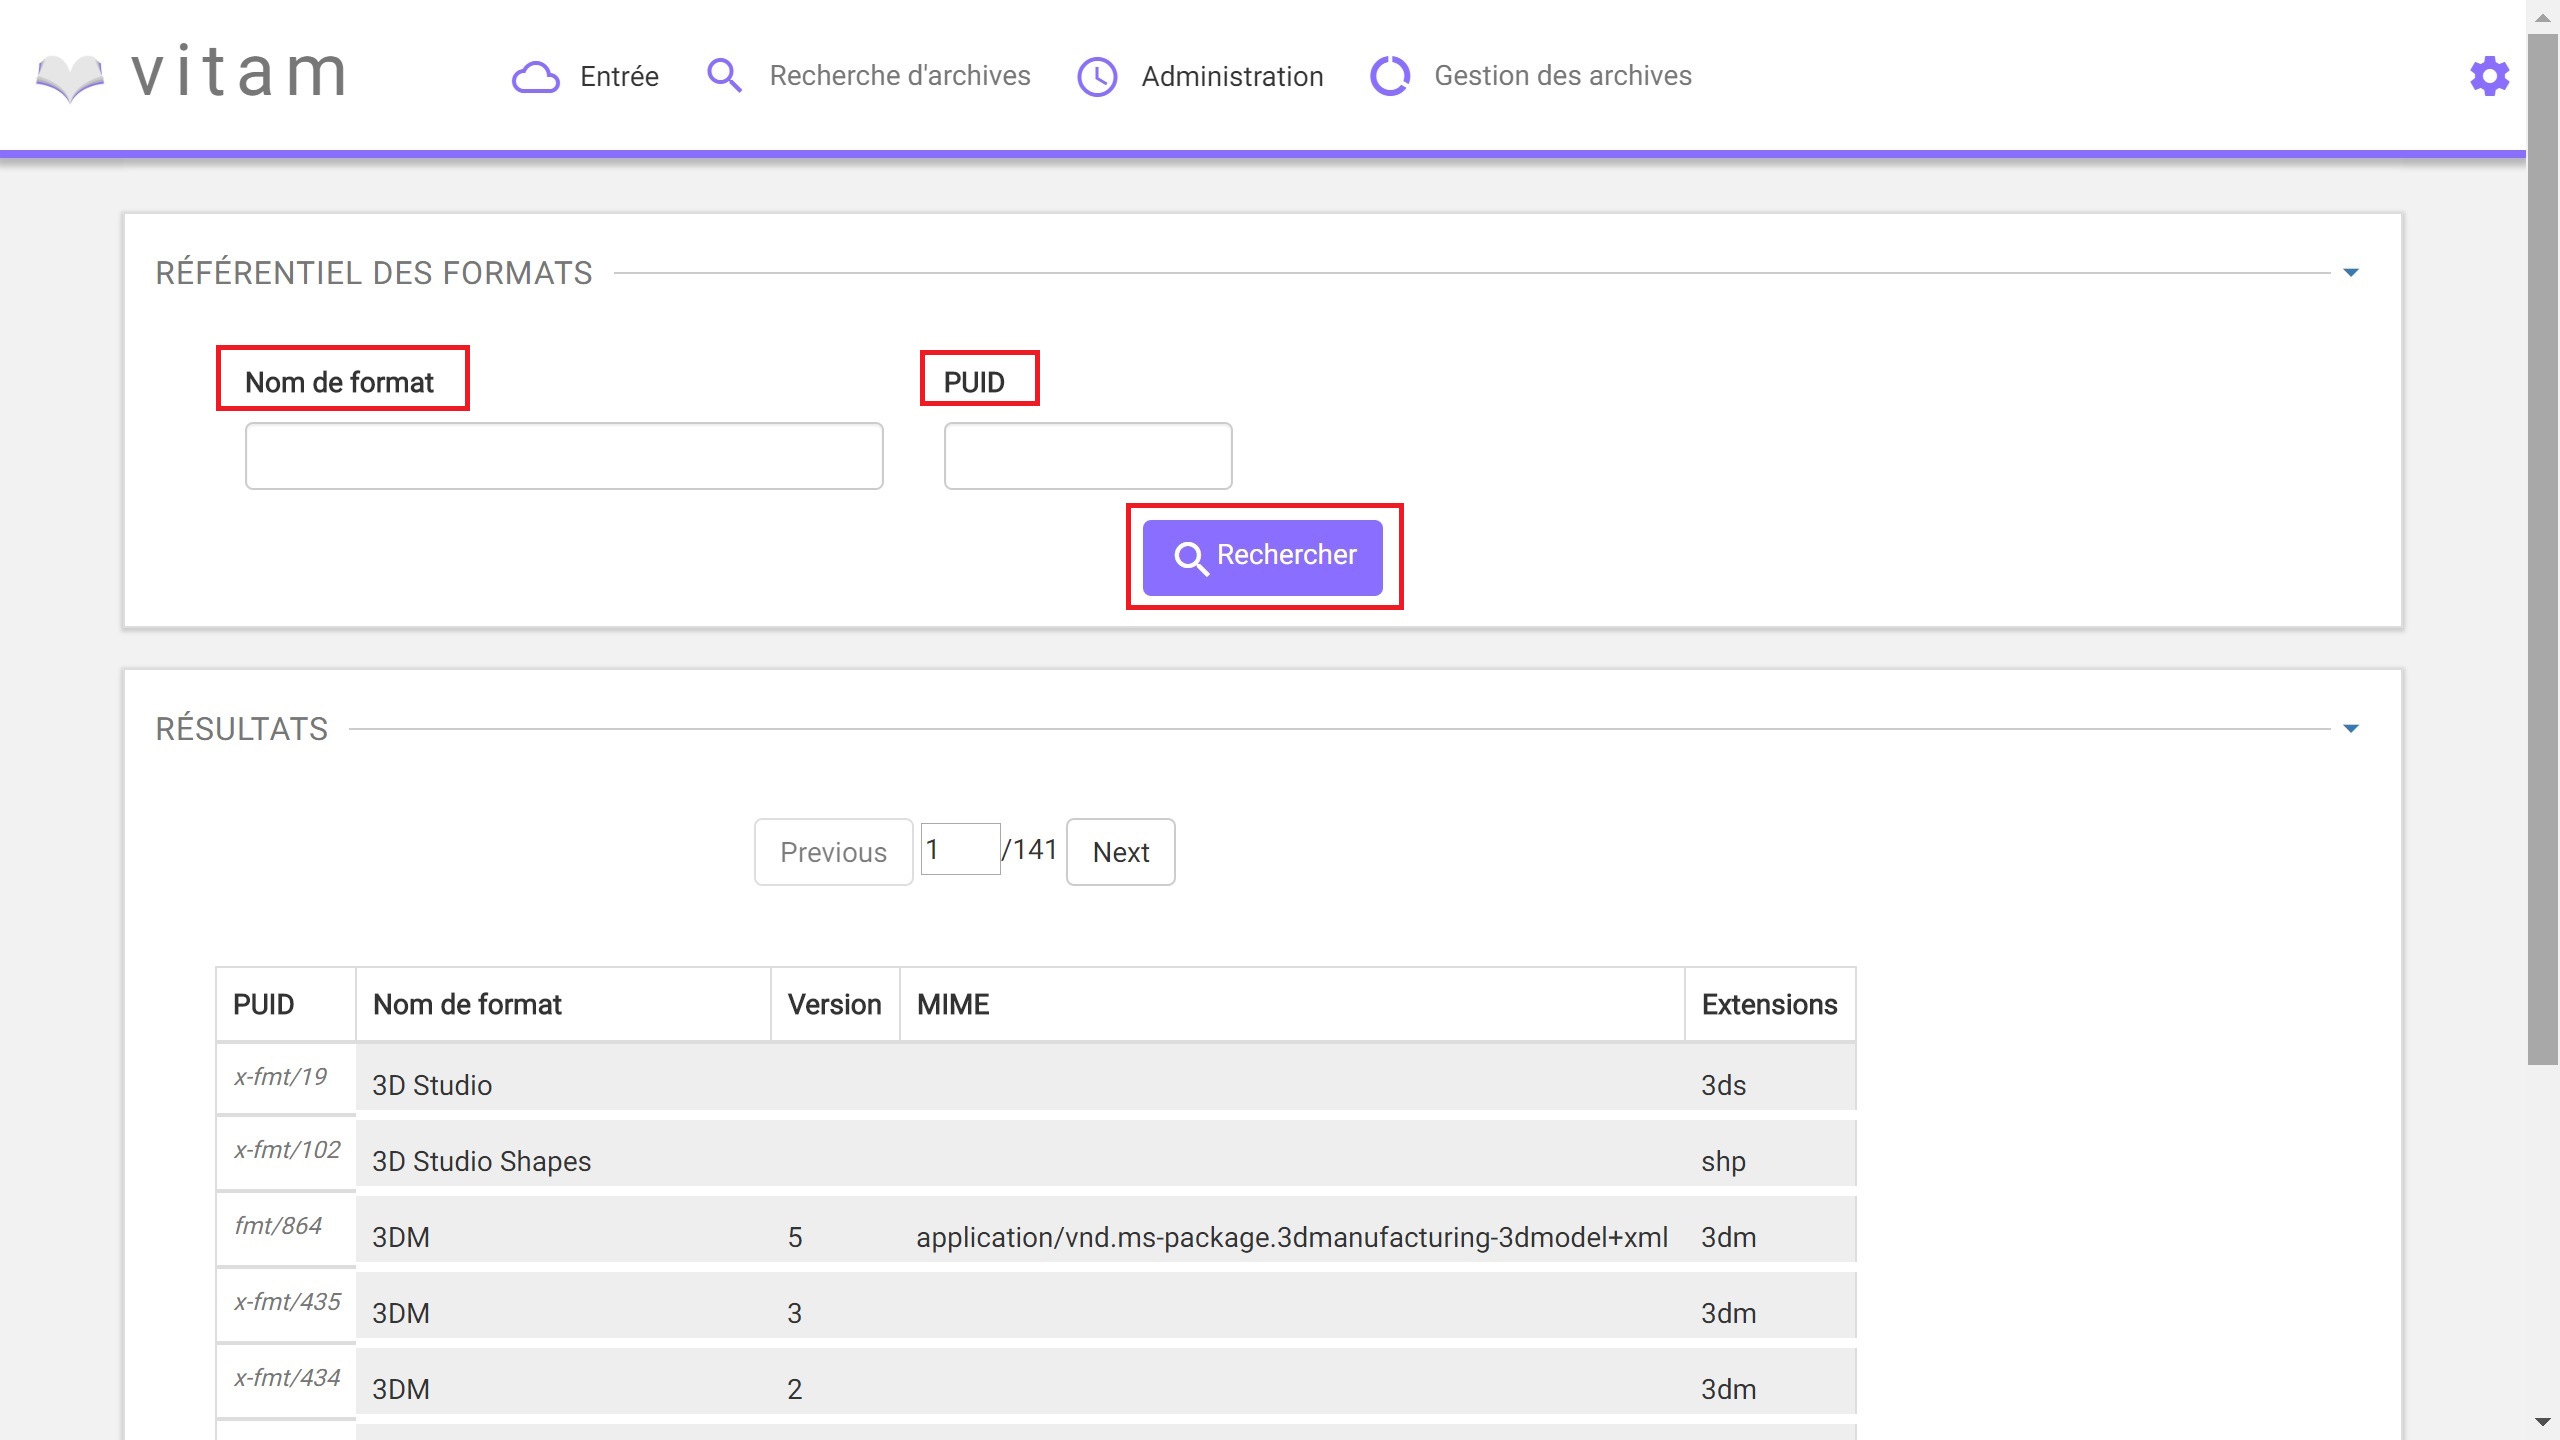 vitam
Entrée Recherche d'archives Administration Gestion des archives
RÉFÉRENTIEL DES FORMATS
Nom de format PUID
Rechercher
RÉSULTATS
Previous 1 /141 Next
PUID Nom de format Version MIME Extensions
x-fmt/19 3D Studio 3ds
x-fmt/102 3D Studio Shapes shp
fmt/864 3DM 5 application/vnd.ms-package.3dmanufacturing-3dmodel+xml 3dm
x-fmt/435 3DM 3 3dm
x-fmt/434 3DM 2 3dm